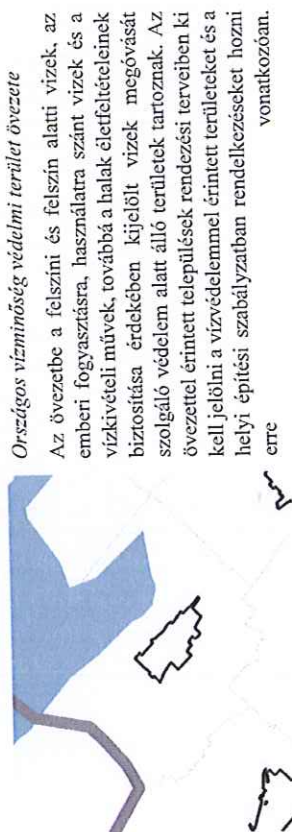 Országos vízminőség védelmi terület övezete
Az övezetbe a felszíni és felszín alatti vizek, az
emberi fogyasztásra, használatra szánt vizek és a
vízkivételi művek, továbbá a halak életfeltételeinek
biztosítása érdekében kijelölt vizek megóvását
szolgáló védelem alatt álló területek tartoznak. Az
övezettel érintett települések rendezési terveiben ki
kell jelölni a vízvédelemmel érintett területeket és a
helyi építési szabályzatban rendelkezéseket hozni
erre vonatkozóan.